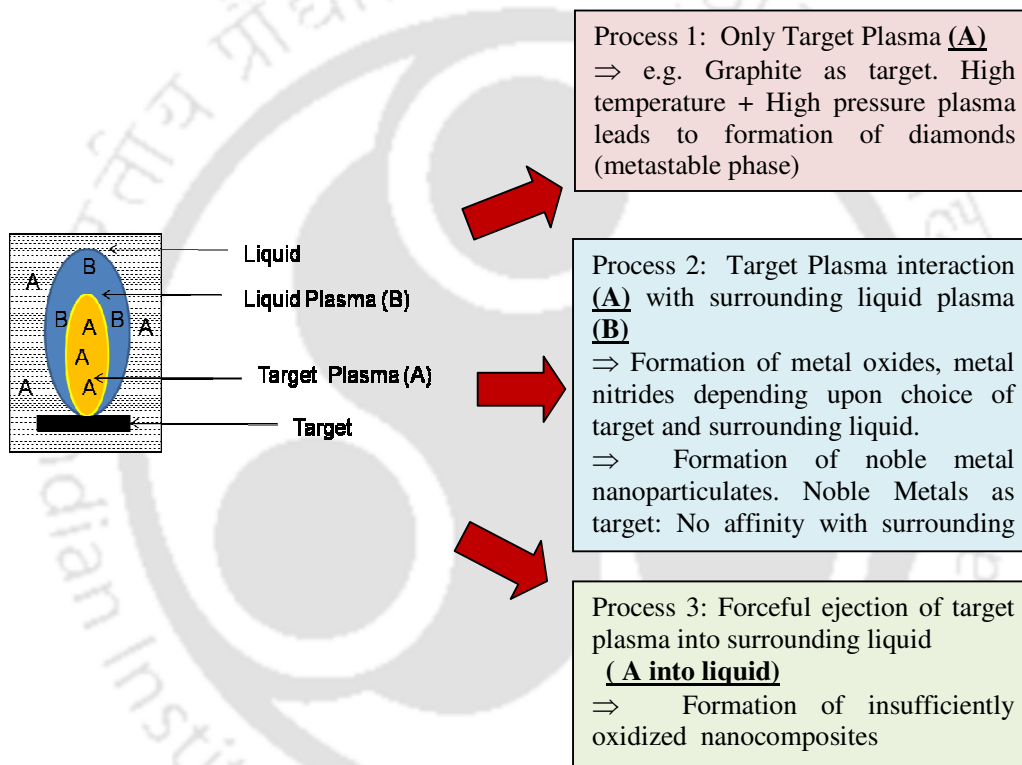 Process 1: Only Target Plasma (A)
⇒ e.g. Graphite as target. High
temperature + High pressure plasma
leads to formation of diamonds
(metastable phase)
B
A
Liquid
Liquid Plasma (B)
B
A
B
A
A
A
A
Target Plasma (A)
Target
Process 2: Target Plasma interaction
(A) with surrounding liquid plasma
(B)
⇒ Formation of metal oxides, metal
nitrides depending upon choice of
target and surrounding liquid.
⇒ Formation of noble metal
nanoparticulates. Noble Metals as
target: No affinity with surrounding
Process 3: Forceful ejection of target
plasma into surrounding liquid
( A into liquid)
⇒ Formation of insufficiently
oxidized nanocomposites
Indian Insti